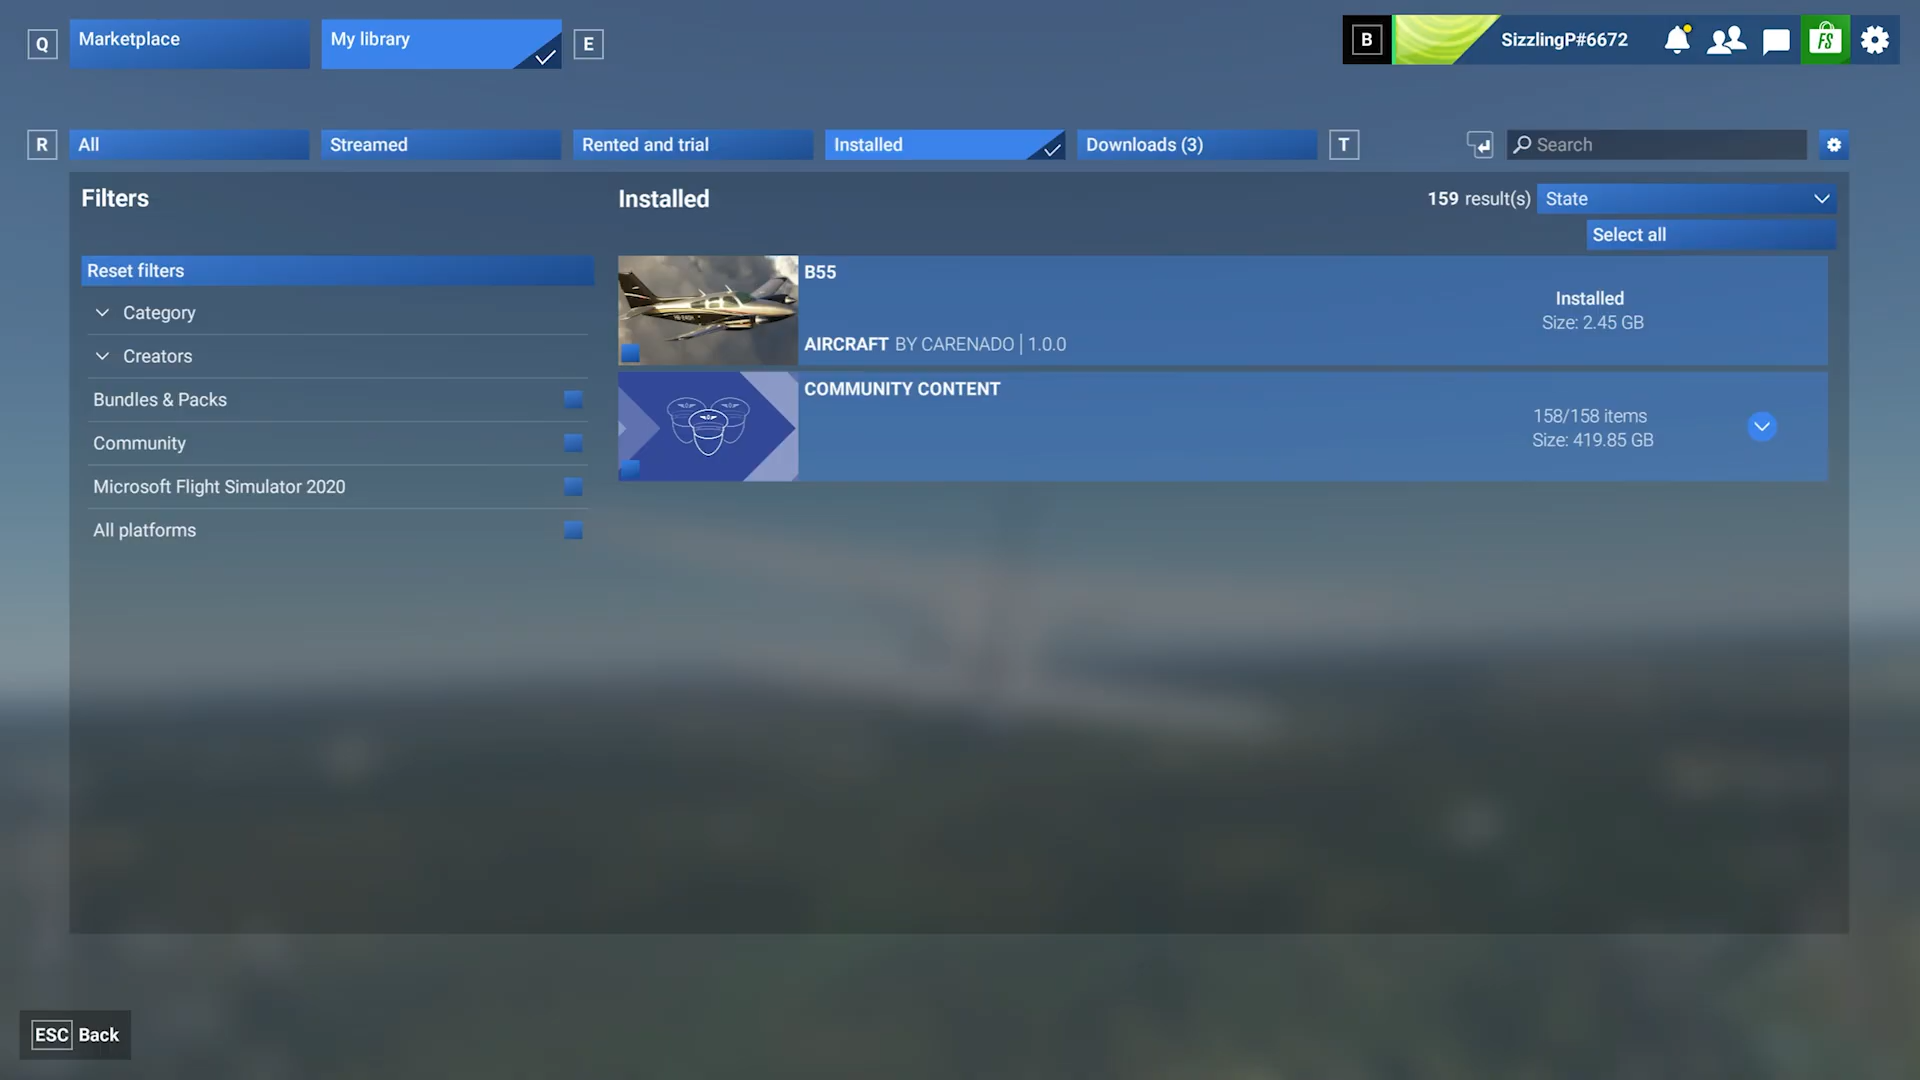 Q
Marketplace
My library
E
B
SizzlingP#6672
FS
R
All
Streamed
Rented and trial
Installed
Downloads (3)
T
Search
Filters
Installed
159 result(s)
State
Select all
Reset filters
Category
Creators
Bundles & Packs
Community
Microsoft Flight Simulator 2020
All platforms
B55
AIRCRAFT BY CARENADO | 1.0.0
Installed
Size: 2.45 GB
COMMUNITY CONTENT
158/158 items
Size: 419.85 GB
ESC Back